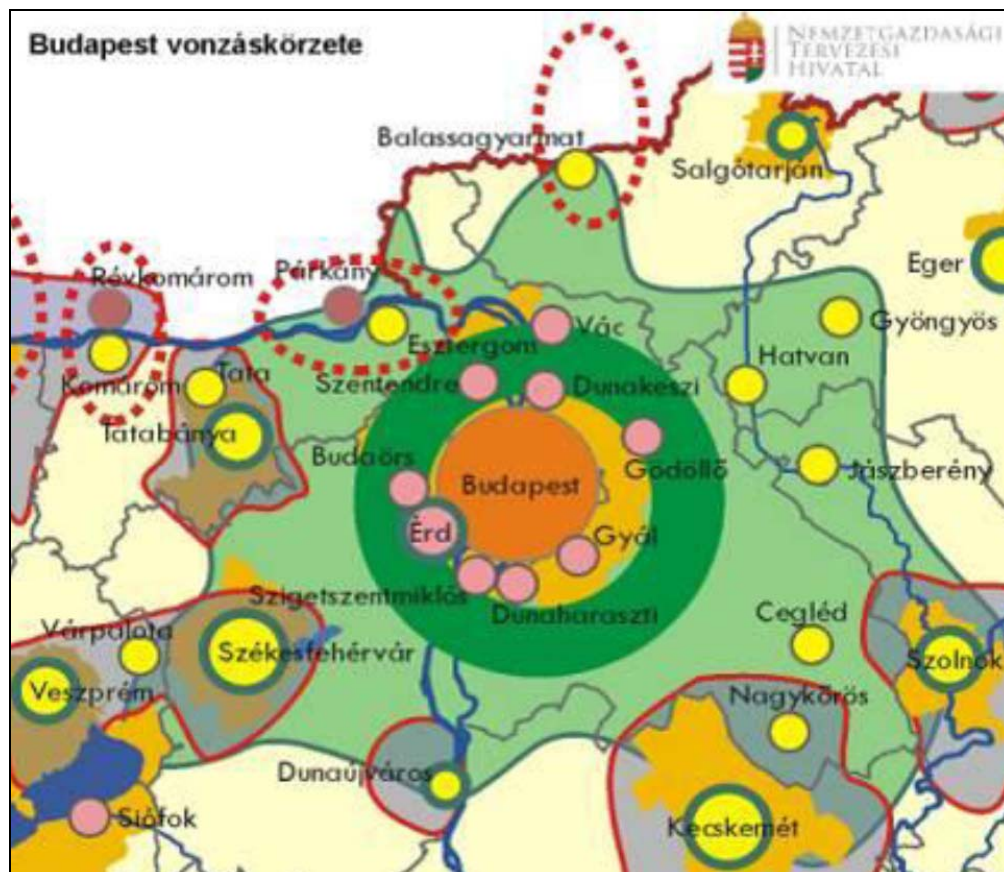 Budapest vonzáskörzete
NEMZETGAZDASÁGI
TERVEZÉSI
HIVATAL
Balassagyarmat
Salgótarján
Eger
Révkomárom
Párkány
Gyöngyös
Vác
Esztergom
Hatvan
Komárom
Tata
Szentendre
Dunakeszi
Tatabánya
Budaörs
Gödöllő
Jászberény
Budapest
Érd
Gyál
Szigetszentmiklós
Dunaharaszti
Cegléd
Várpalota
Székesfehérvár
Szolnok
Veszprém
Nagykőrös
Dunaújváros
Siófok
Kecskemét